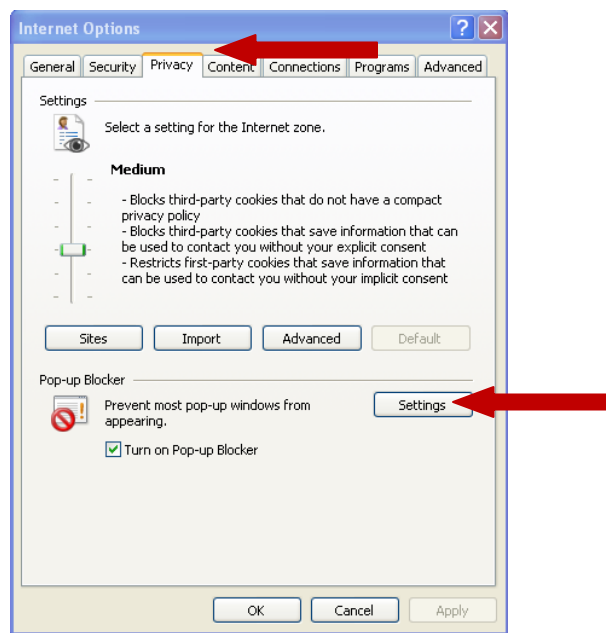 Internet Options
General Security Privacy Content Connections Programs Advanced
Settings
Select a setting for the Internet zone.
Medium
- Blocks third-party cookies that do not have a compact
privacy policy
- Blocks third-party cookies that save information that can
be used to contact you without your explicit consent
- Restricts first-party cookies that save information that
can be used to contact you without your implicit consent
Sites Import Advanced Default
Pop-up Blocker
Prevent most pop-up windows from
appearing.
Settings
Turn on Pop-up Blocker
OK Cancel Apply